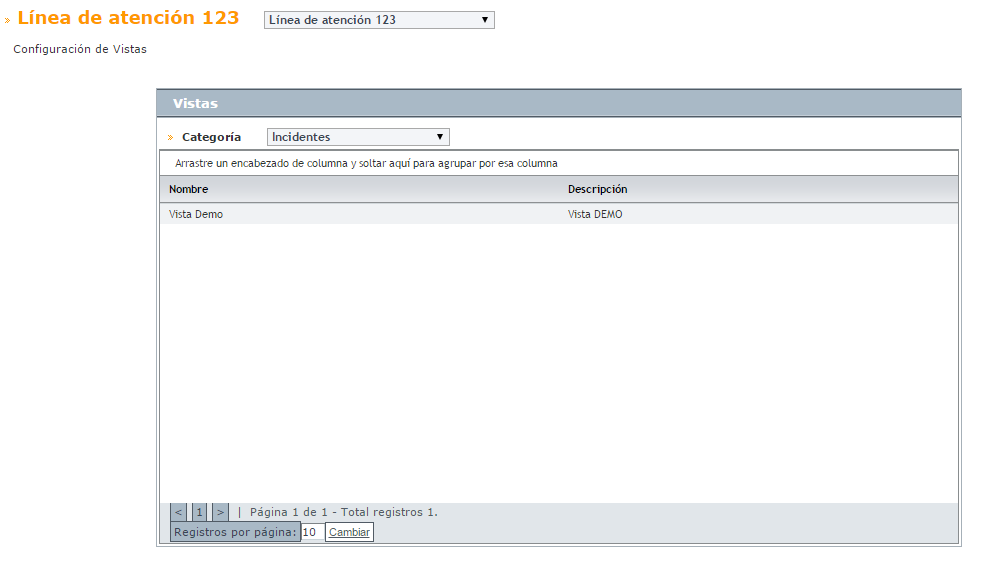 » Línea de atención 123 Línea de atención 123 ▼
Configuración de Vistas
Vistas
» Categoría Incidentes ▼
Arrastre un encabezado de columna y soltar aquí para agrupar por esa columna
Nombre Descripción
Vista Demo Vista DEMO
< 1 > | Página 1 de 1 - Total registros 1.
Registros por página: 10 Cambiar